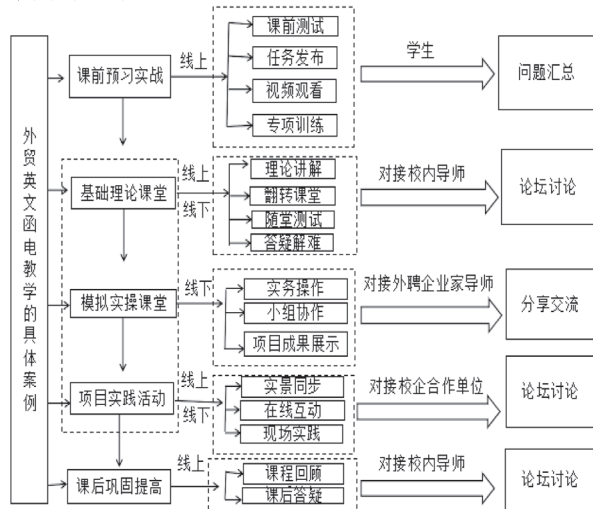 外贸英文函电教学的具体案例
课前预习实战
线上
课前测试
任务发布
视频观看
专项训练
学生
问题汇总
基础理论课堂
线上
线下
理论讲解
翻转课堂
随堂测试
答疑解难
对接校内导师
论坛讨论
模拟实操课堂
线下
实务操作
小组协作
项目成果展示
对接外聘企业家导师
分享交流
项目实践活动
线上
线下
实景同步
在线互动
现场实践
对接校企合作单位
论坛讨论
课后巩固提高
线上
课程回顾
课后答疑
对接校内导师
论坛讨论